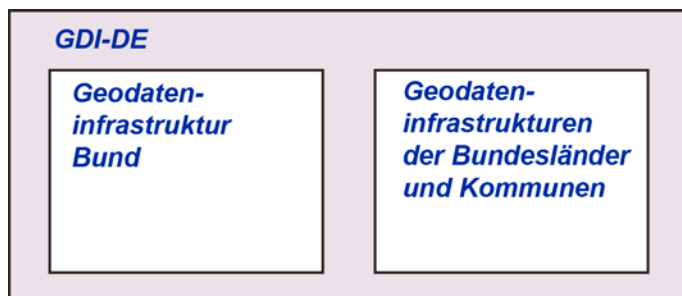 GDI-DE
Geodaten-
infrastruktur
Bund
Geodaten-
infrastrukturen
der Bundesländer
und Kommunen